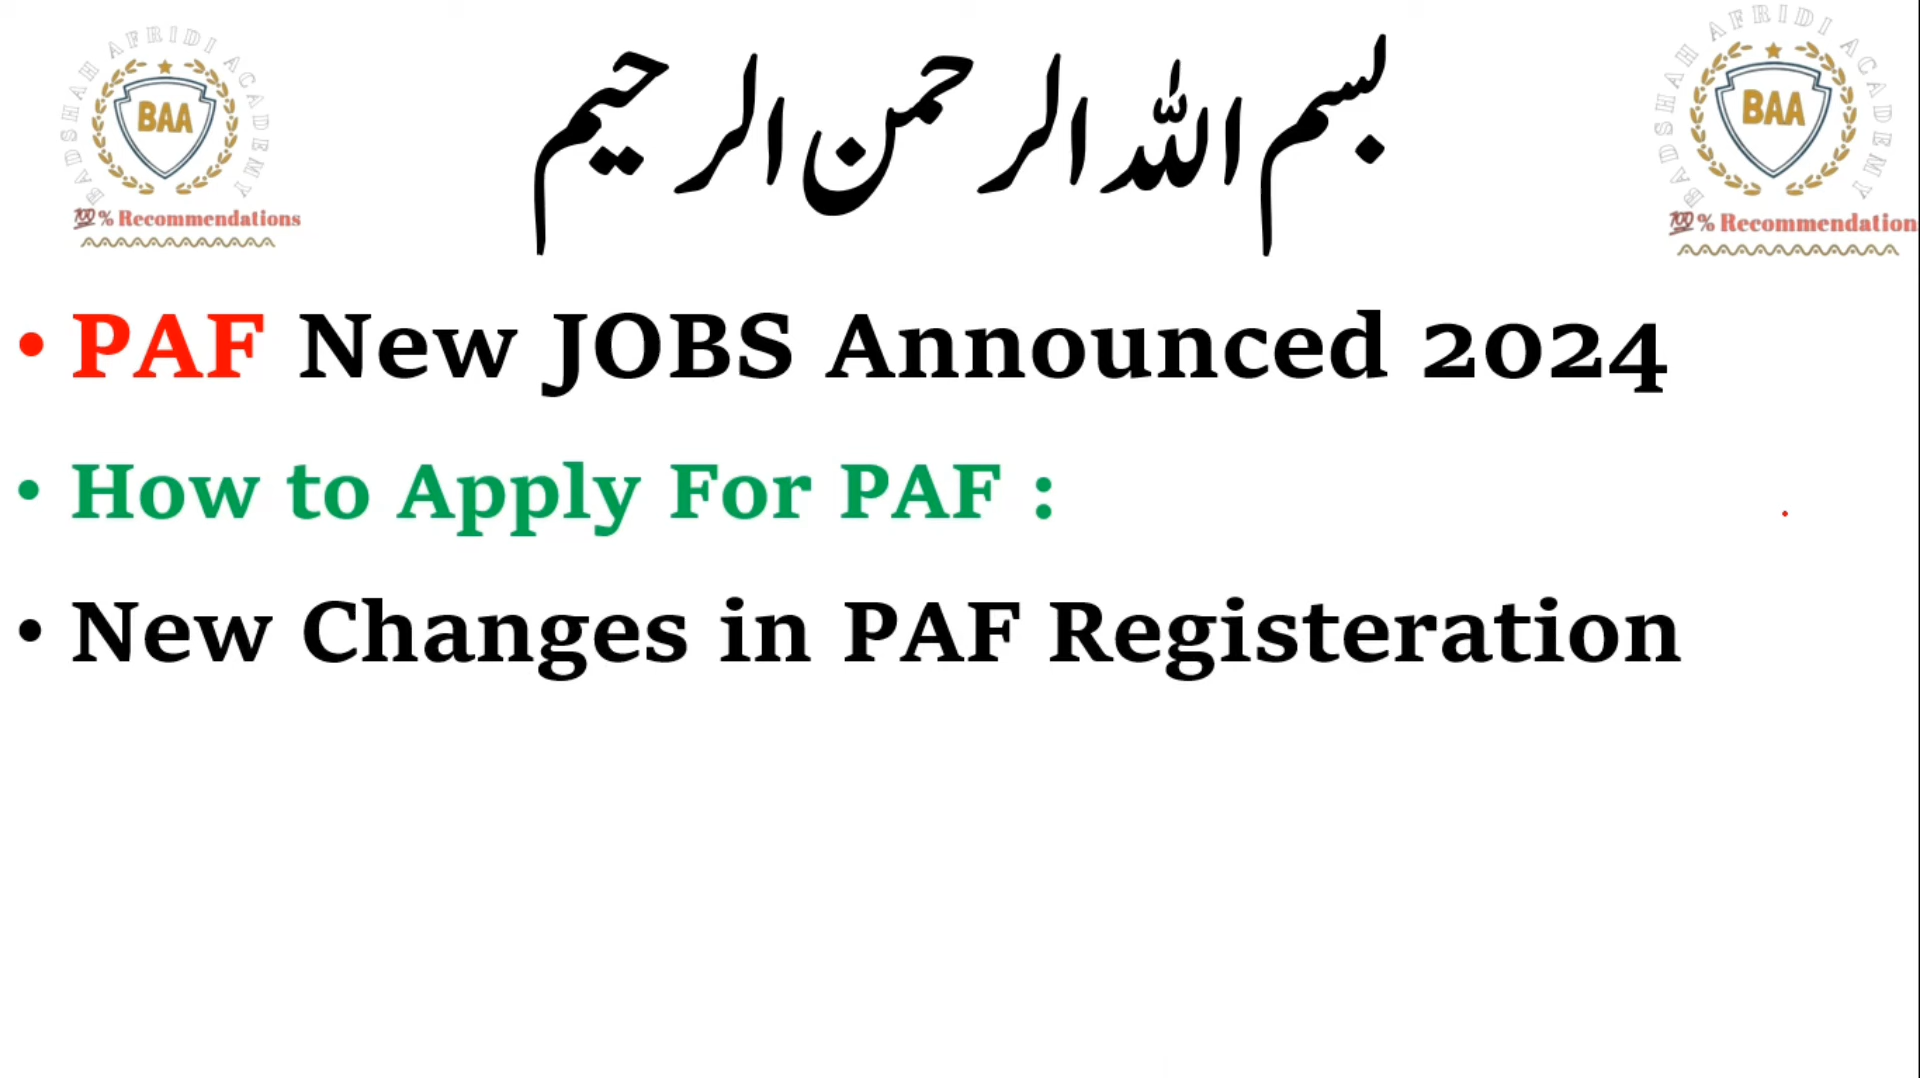 BADSHAH AFRIDI ACADEMY
BAA
💯% Recommendations
بسم اللہ الرحمن الرحیم
BADSHAH AFRIDI ACADEMY
BAA
💯% Recommendation
• PAF New JOBS Announced 2024
• How to Apply For PAF :
• New Changes in PAF Registeration